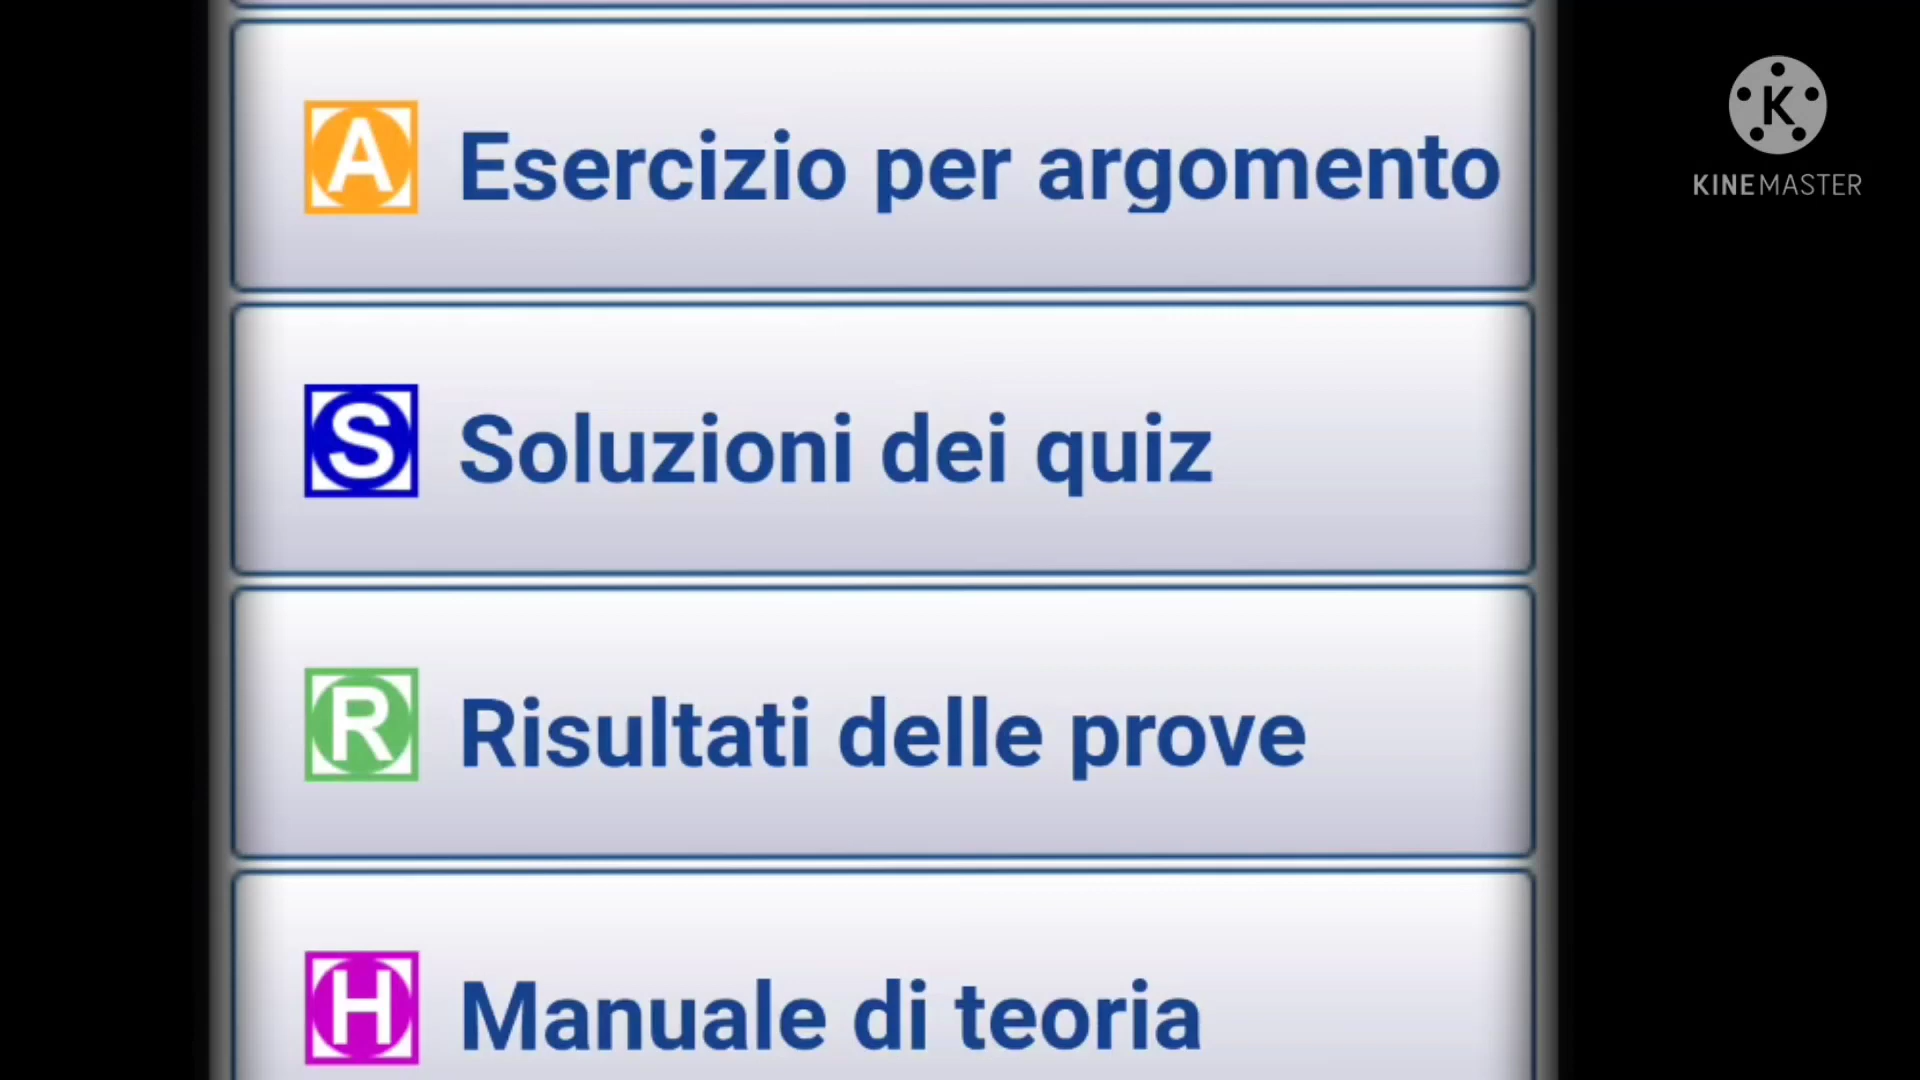 A Esercizio per argomento
S Soluzioni dei quiz
R Risultati delle prove
H Manuale di teoria
K
KINEMASTER